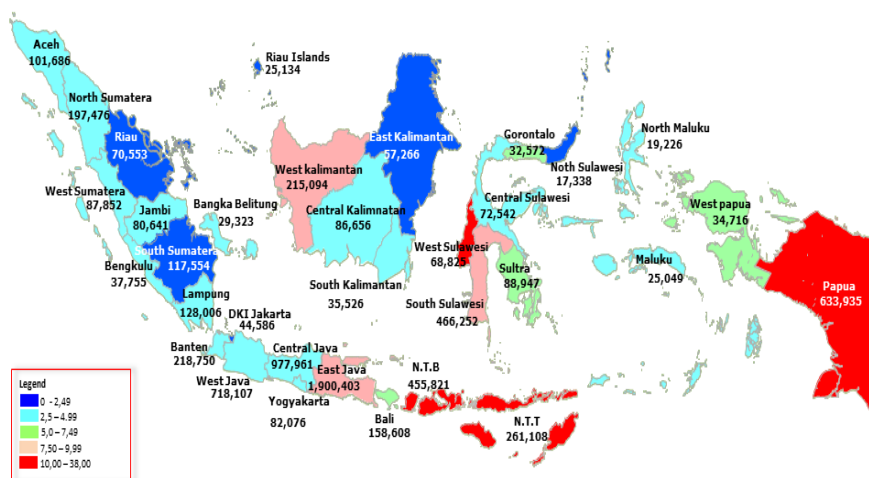 Aceh
101,686
North Sumatera
197,476
Riau
70,553
Riau Islands
25,134
West Sumatera
87,852
Jambi
80,641
Bangka Belitung
29,323
South Sumatera
117,554
Bengkulu
37,755
Lampung
128,006
DKI Jakarta
44,586
Banten
218,750
West Java
718,107
Central Java
977,961
Yogyakarta
82,076
East Java
1,900,403
Bali
158,608
N.T.B
455,821
N.T.T
261,108
West kalimantan
215,094
Central Kalimnatan
86,656
South Kalimantan
35,526
East Kalimantan
57,266
Gorontalo
32,572
Noth Sulawesi
17,338
Central Sulawesi
72,542
West Sulawesi
68,825
Sultra
88,947
South Sulawesi
466,252
North Maluku
19,226
Maluku
25,049
West papua
34,716
Papua
633,935
Legend
0 - 2,49
2,5 – 4.99
5,0 – 7,49
7,50 – 9,99
10,00 – 38,00